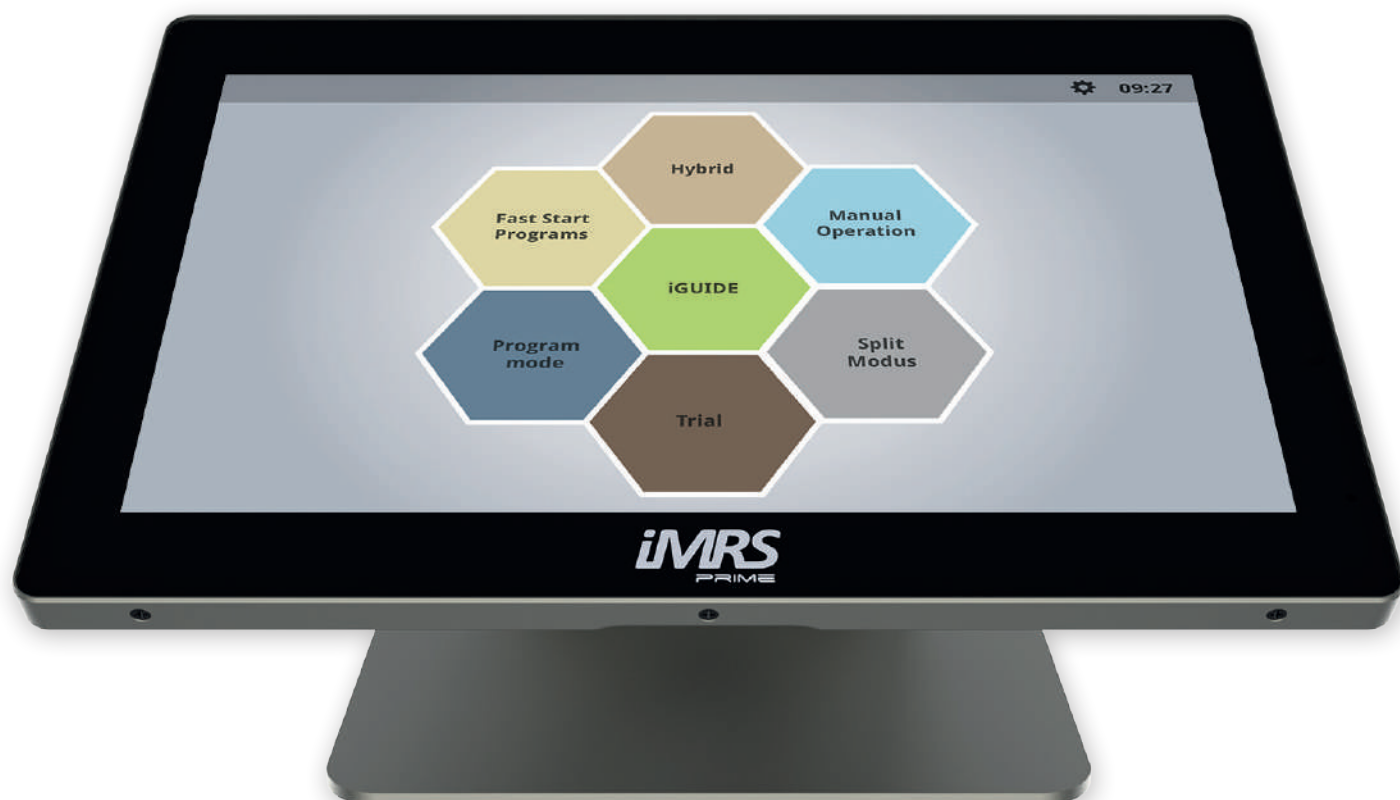 09:27
Hybrid
Fast Start
Programs
Manual
Operation
iGUIDE
Program
mode
Split
Modus
Trial
iMRS
PRIME